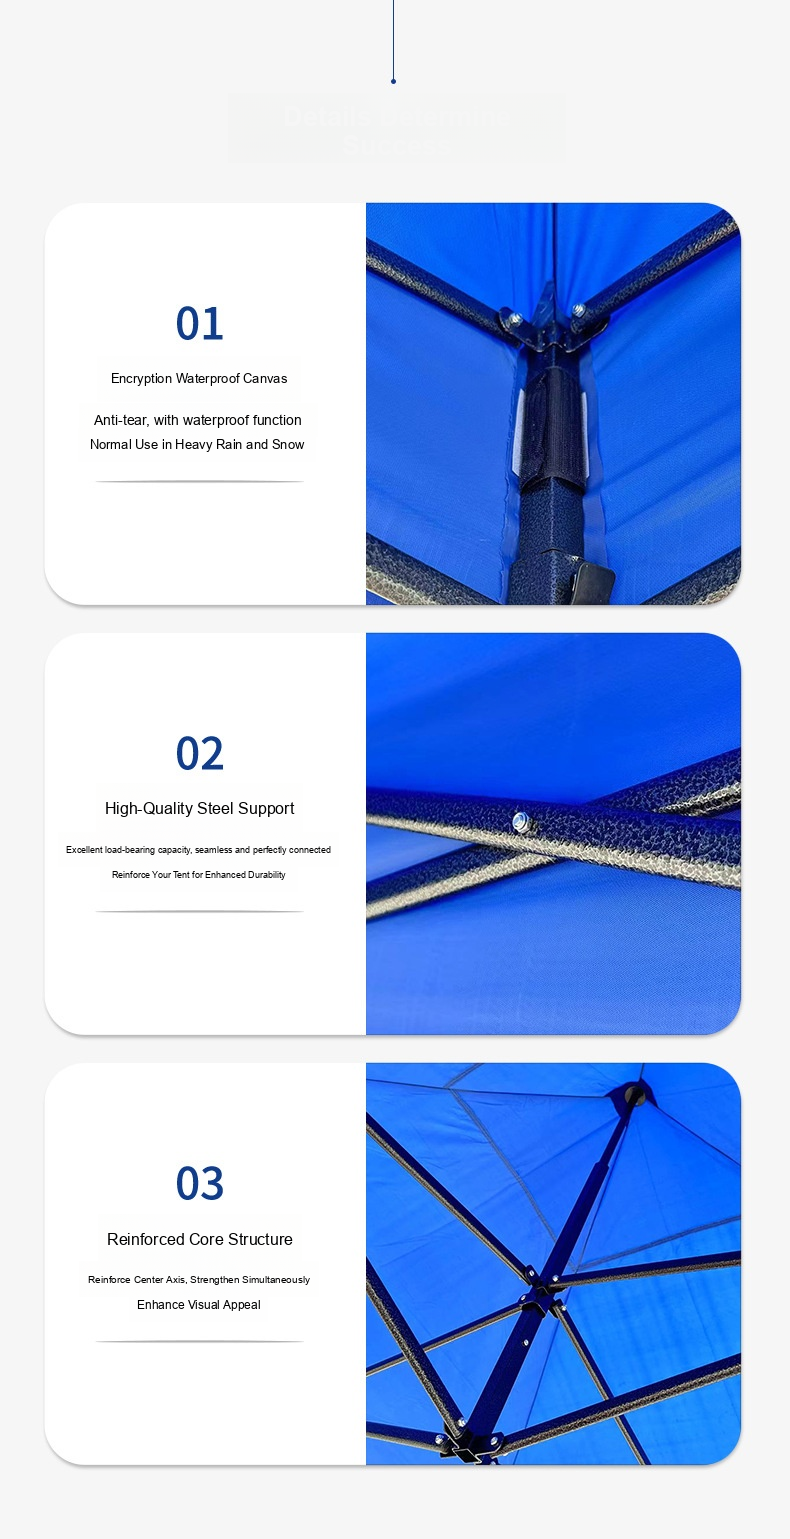 Details
01
Encryption Waterproof Canvas
Anti-tear, with waterproof function
Normal Use in Heavy Rain and Snow
02
High-Quality Steel Support
Excellent load-bearing capacity, seamless and perfectly connected
Reinforce Your Tent for Enhanced Durability
03
Reinforced Core Structure
Reinforce Center Axis, Strengthen Simultaneously
Enhance Visual Appeal